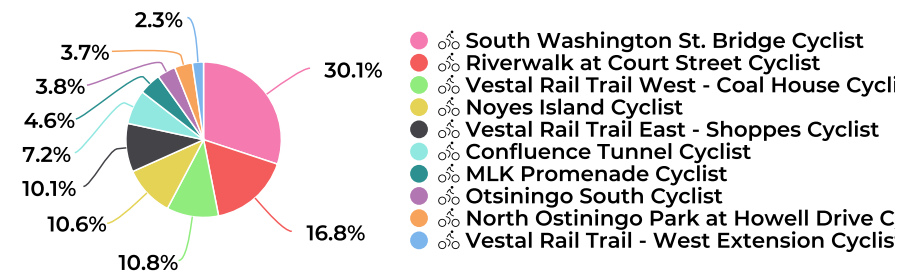 2.3%
3.7%
3.8%
4.6%
7.2%
10.1%
10.6%
10.8%
16.8%
30.1%
South Washington St. Bridge Cyclist
Riverwalk at Court Street Cyclist
Vestal Rail Trail West - Coal House Cycli
Noyes Island Cyclist
Vestal Rail Trail East - Shoppes Cyclist
Confluence Tunnel Cyclist
MLK Promenade Cyclist
Otsiningo South Cyclist
North Ostiningo Park at Howell Drive C
Vestal Rail Trail - West Extension Cyclis